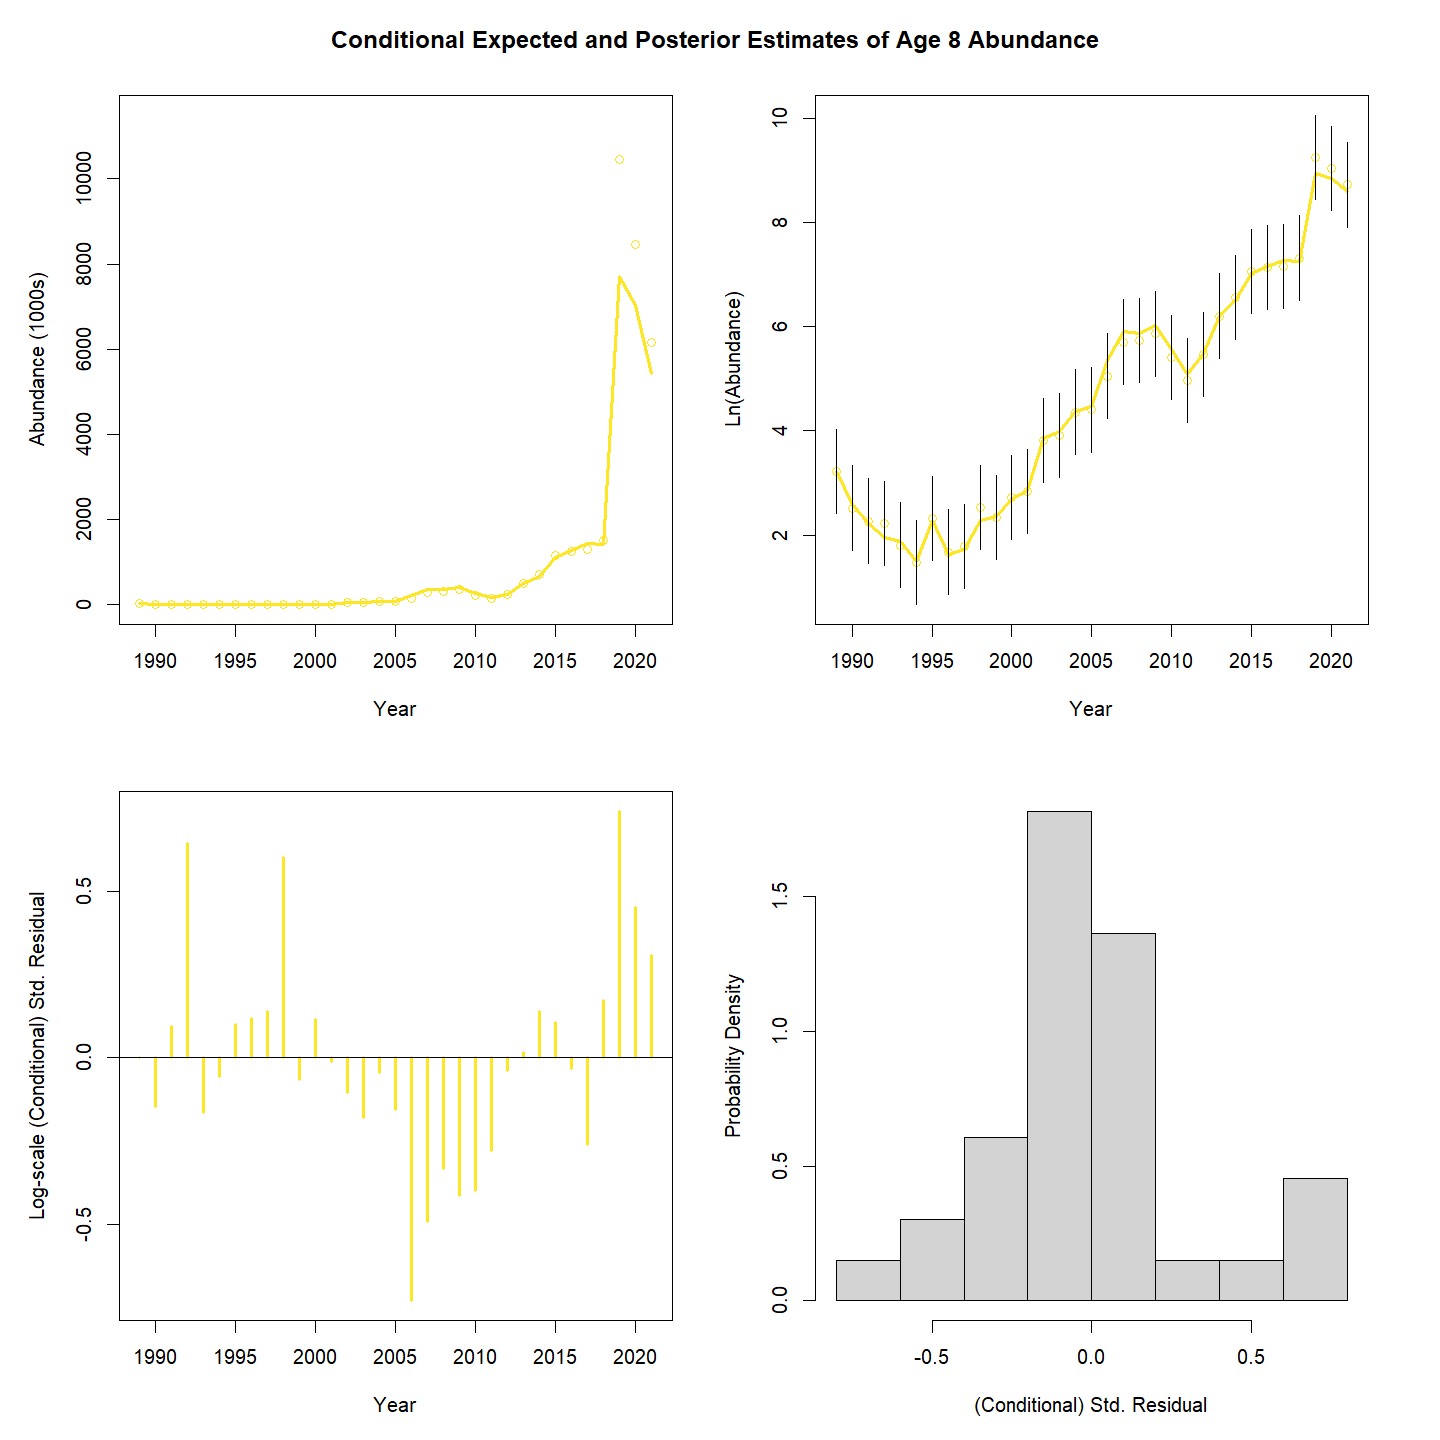 Conditional Expected and Posterior Estimates of Age 8 Abundance
Abundance (1000s)
0 2000 4000 6000 8000 10000
1990 1995 2000 2005 2010 2015 2020
Year
Ln(Abundance)
2 4 6 8 10
1990 1995 2000 2005 2010 2015 2020
Year
Log-scale (Conditional) Std. Residual
-0.5 0.0 0.5
1990 1995 2000 2005 2010 2015 2020
Year
Probability Density
0.0 0.5 1.0 1.5
-0.5 0.0 0.5
(Conditional) Std. Residual